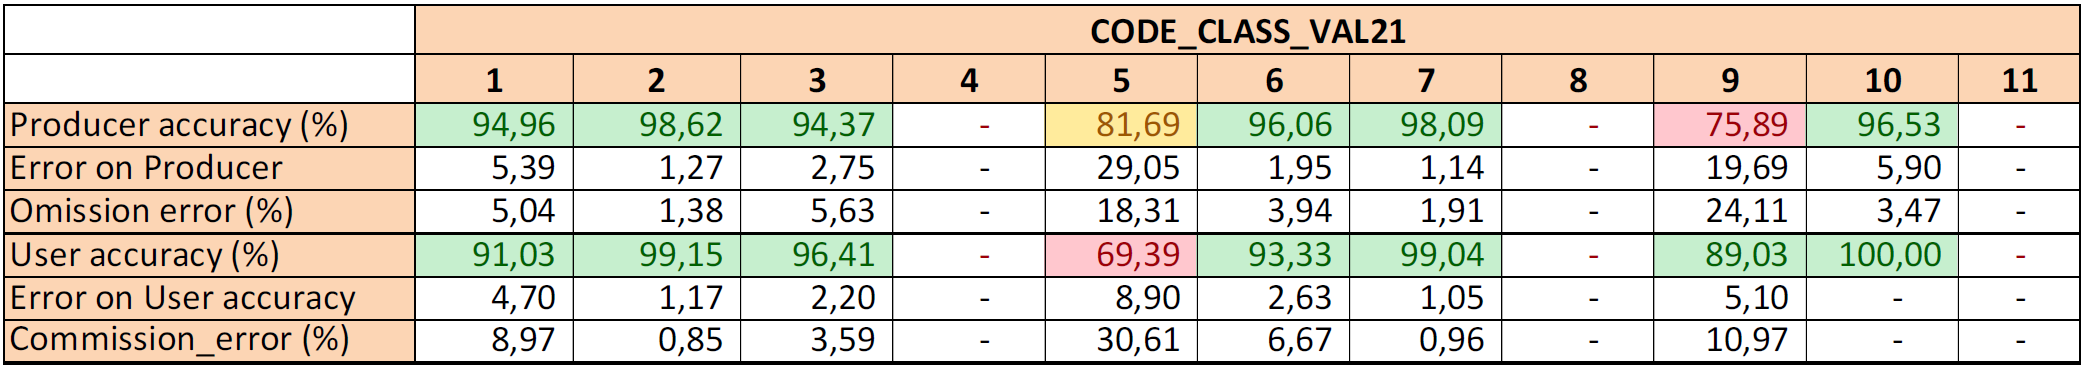 CODE_CLASS_VAL21
1 2 3 4 5 6 7 8 9 10 11
Producer accuracy (%) 94,96 98,62 94,37 - 81,69 96,06 98,09 - 75,89 96,53 -
Error on Producer 5,39 1,27 2,75 - 29,05 1,95 1,14 - 19,69 5,90 -
Omission error (%) 5,04 1,38 5,63 - 18,31 3,94 1,91 - 24,11 3,47 -
User accuracy (%) 91,03 99,15 96,41 - 69,39 93,33 99,04 - 89,03 100,00 -
Error on User accuracy 4,70 1,17 2,20 - 8,90 2,63 1,05 - 5,10 - -
Commission_error (%) 8,97 0,85 3,59 - 30,61 6,67 0,96 - 10,97 - -